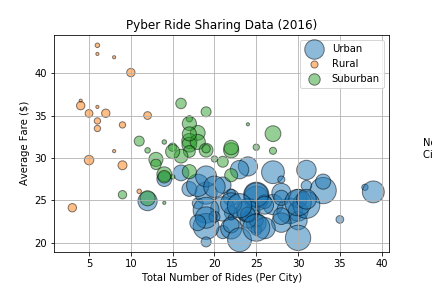 Pyber Ride Sharing Data (2016)
Urban
Rural
Suburban
40
35
30
25
20
Average Fare ($)
5 10 15 20 25 30 35 40
Total Number of Rides (Per City)